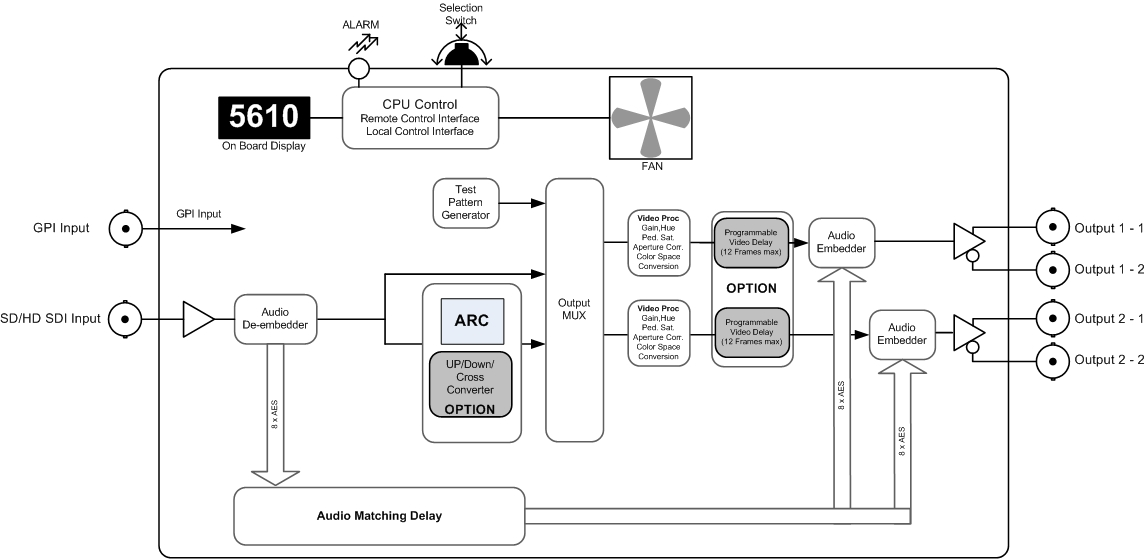 Selection
Switch
ALARM
5610
On Board Display
CPU Control
Remote Control Interface
Local Control Interface
FAN
GPI Input
GPI Input
Test
Pattern
Generator
SD/HD SDI Input
Audio
De-embedder
ARC
UP/Down/
Cross
Converter
OPTION
Output
MUX
Video Proc
Gain,Hue
Ped. Sat.
Aperture Corr.
Color Space
Conversion
Programmable
Video Delay
(12 Frames max)
OPTION
Video Proc
Gain,Hue
Ped. Sat.
Aperture Corr.
Color Space
Conversion
Programmable
Video Delay
(12 Frames max)
Audio
Embedder
Audio
Embedder
Output 1 - 1
Output 1 - 2
Output 2 - 1
Output 2 - 2
8 x AES
8 x AES
8 x AES
Audio Matching Delay